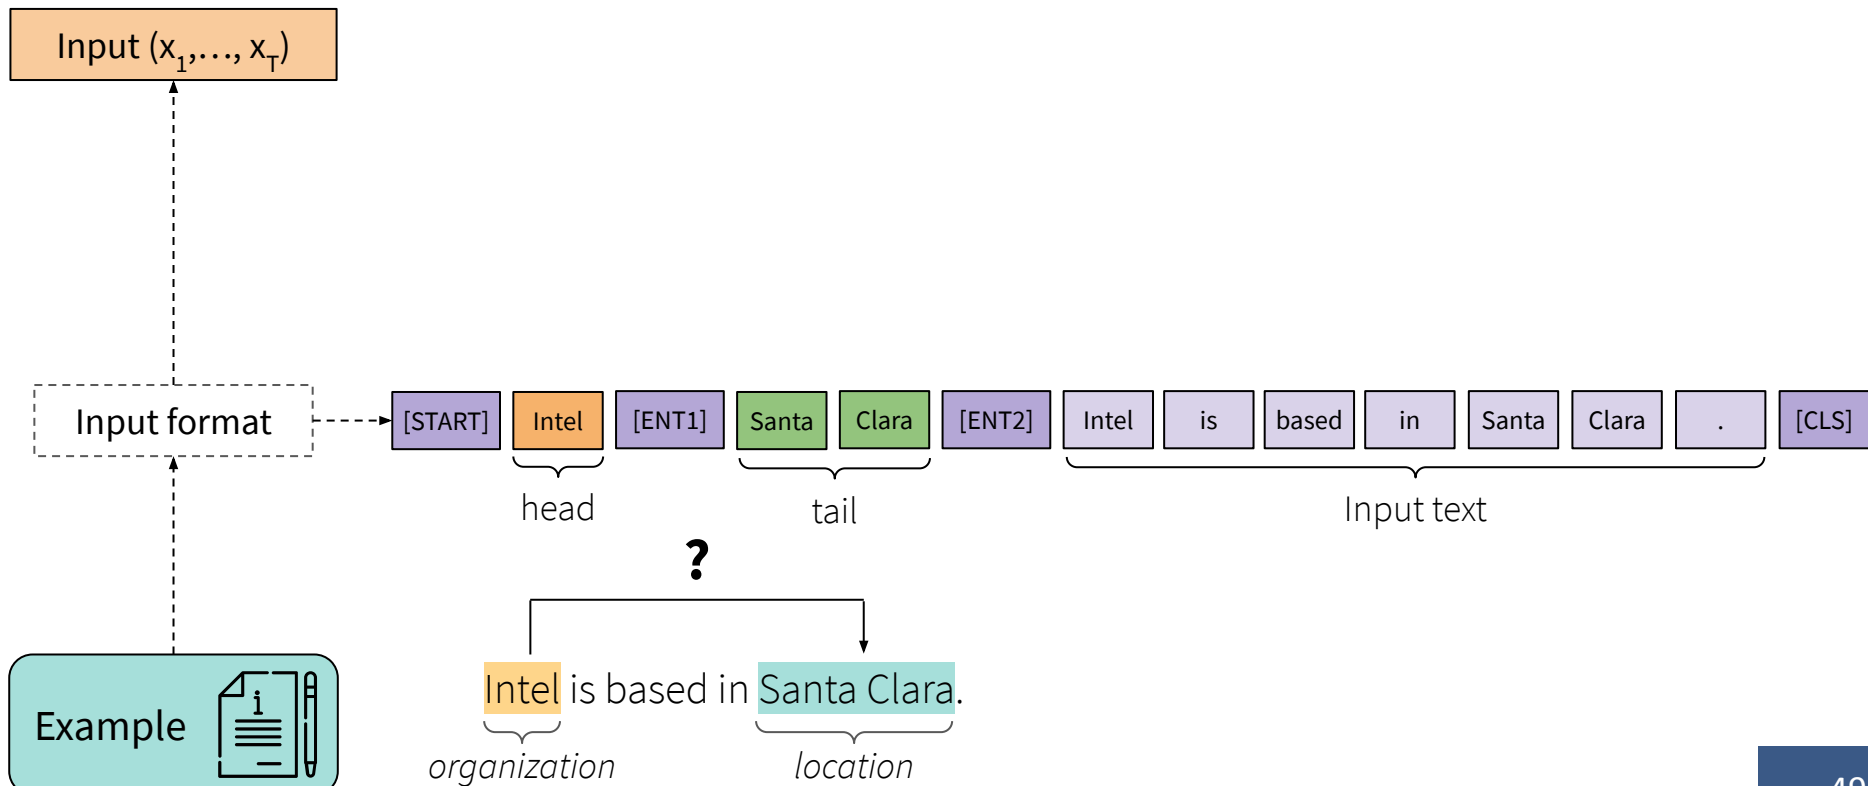 Input (x1,…, xT)
Input format
[START] Intel [ENT1] Santa Clara [ENT2] Intel is based in Santa Clara . [CLS]
head tail Input text
?
Intel is based in Santa Clara.
organization location
Example i